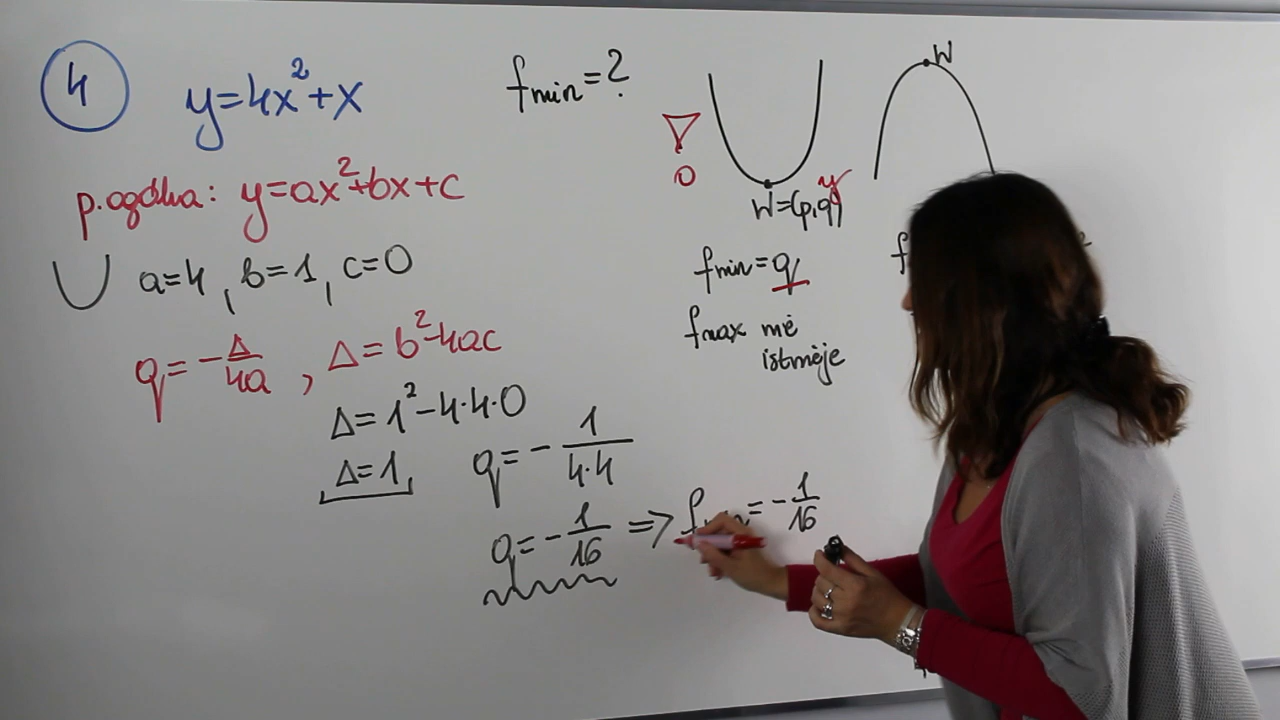 4
y=4x²+x
fmin=?
p.ogólna: y=ax²+bx+c
a=4, b=1, c=0
q=-Δ/4a, Δ=b²-4ac
Δ=1²-4·4·0
Δ=1
q=-1/4·4
q=-1/16 => fmin=-1/16
a>0
W=(p,q)
y
fmin=q
fmax nie
istnieje
W
f